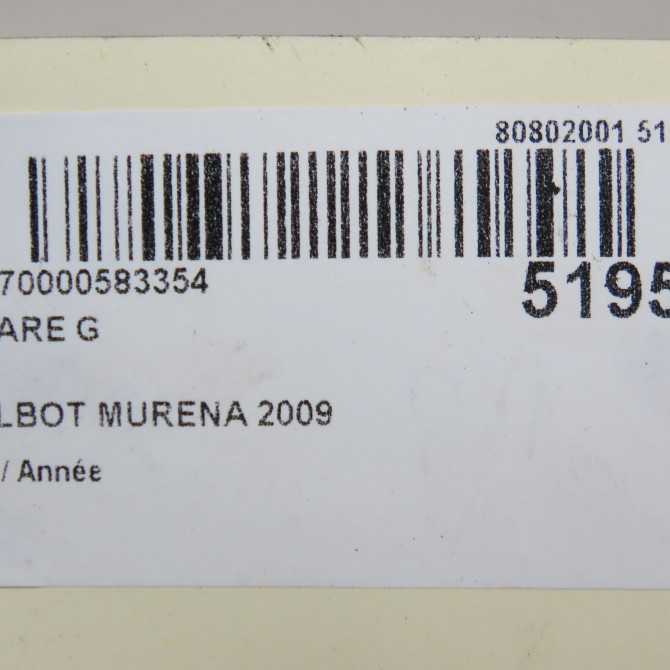 80802001 51
70000583354
5195
ARE G
LBOT MURENA 2009
/ Année